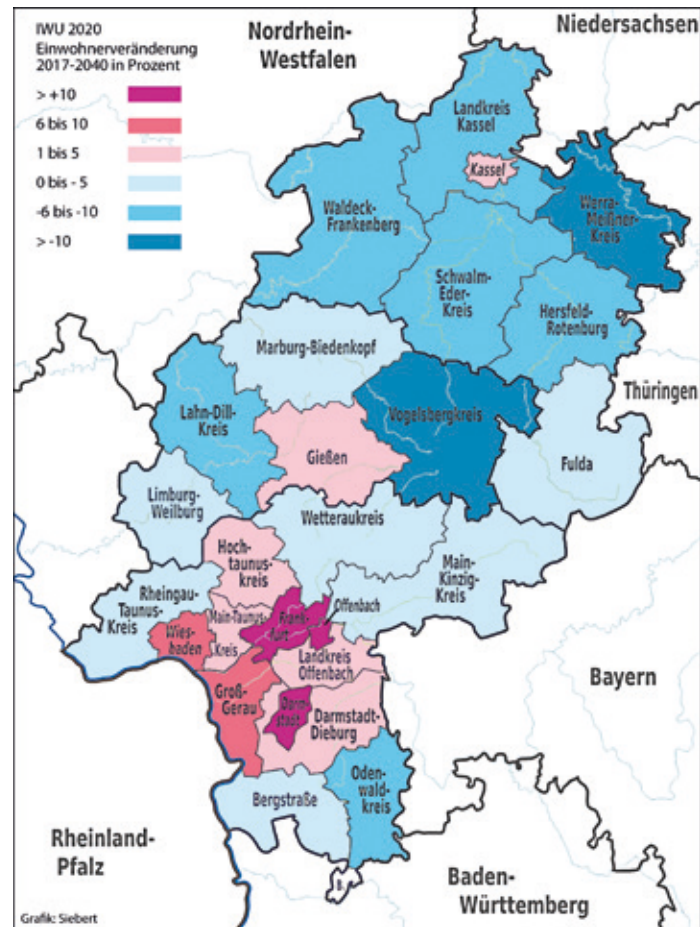 IWU 2020
Einwohnerveränderung
2017-2040 in Prozent
> +10
6 bis 10
1 bis 5
0 bis - 5
-6 bis -10
> -10
Nordrhein-
Westfalen
Niedersachsen
Landkreis
Kassel
Kassel
Waldeck-
Frankenberg
Werra-
Meißner-
Kreis
Schwalm-
Eder-
Kreis
Hersfeld-
Rotenburg
Marburg-Biedenkopf
Thüringen
Lahn-Dill-
Kreis
Vogelsbergkreis
Gießen
Fulda
Limburg-
Weilburg
Wetteraukreis
Hoch-
taunus-
kreis
Main-
Kinzig-
Kreis
Rheingau-
Taunus-
Kreis
Main-Taunus-
Kreis
Frank-
furt
Offenbach
Wies-
baden
Landkreis
Offenbach
Groß-
Gerau
Darm-
stadt
Darmstadt-
Dieburg
Bayern
Oden-
wald-
kreis
Bergstraße
Rheinland-
Pfalz
Baden-
Württemberg
Grafik: Siebert